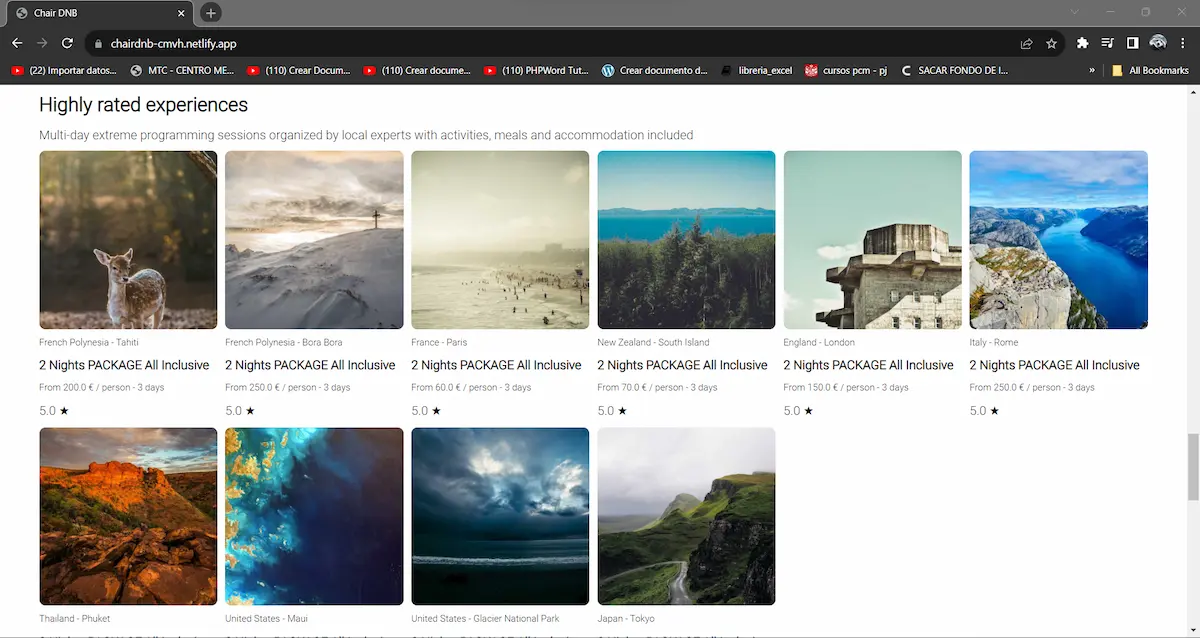 Chair DNB
chairdnb-cmvh.netlify.app
(22) Importar datos...
MTC - CENTRO ME...
(110) Crear Docum...
(110) Crear docume...
(110) PHPWord Tut...
Crear documento d...
libreria_excel
cursos pcm - pj
SACAR FONDO DE I...
»
All Bookmarks
Highly rated experiences
Multi-day extreme programming sessions organized by local experts with activities, meals and accommodation included
French Polynesia - Tahiti
2 Nights PACKAGE All Inclusive
From 200.0 € / person - 3 days
5.0 ★
French Polynesia - Bora Bora
2 Nights PACKAGE All Inclusive
From 250.0 € / person - 3 days
5.0 ★
France - Paris
2 Nights PACKAGE All Inclusive
From 60.0 € / person - 3 days
5.0 ★
New Zealand - South Island
2 Nights PACKAGE All Inclusive
From 70.0 € / person - 3 days
5.0 ★
England - London
2 Nights PACKAGE All Inclusive
From 150.0 € / person - 3 days
5.0 ★
Italy - Rome
2 Nights PACKAGE All Inclusive
From 250.0 € / person - 3 days
5.0 ★
Thailand - Phuket
United States - Maui
United States - Glacier National Park
Japan - Tokyo